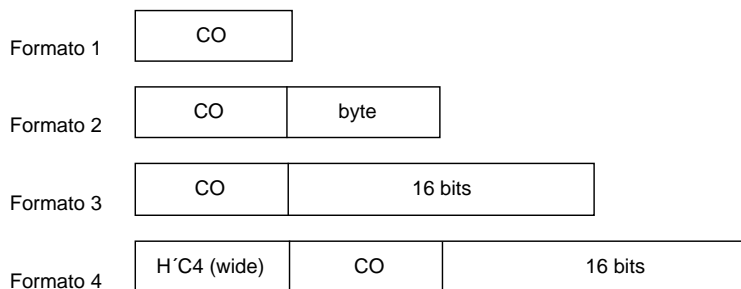 Formato 1 CO
Formato 2 CO byte
Formato 3 CO 16 bits
Formato 4 H´C4 (wide) CO 16 bits